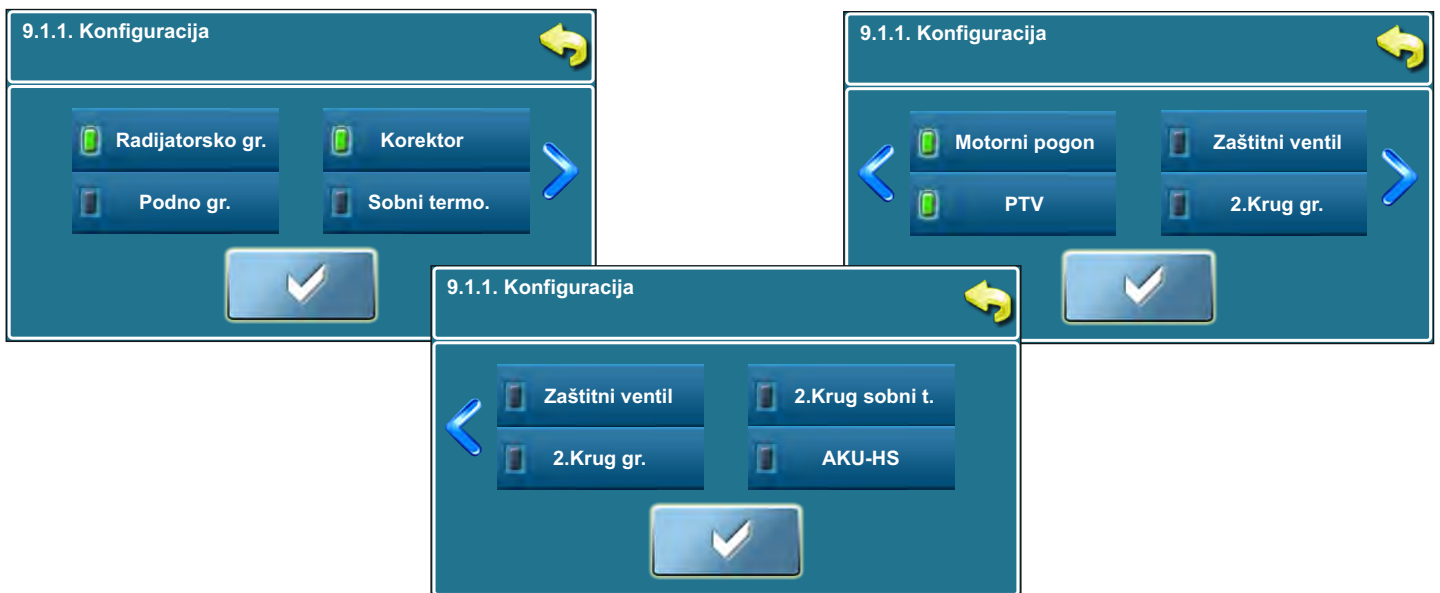 9.1.1. Konfiguracija
Radijatorsko gr.
Korektor
Podno gr.
Sobni termo.
9.1.1. Konfiguracija
Motorni pogon
Zaštitni ventil
PTV
2.Krug gr.
9.1.1. Konfiguracija
Zaštitni ventil
2.Krug sobni t.
2.Krug gr.
AKU-HS